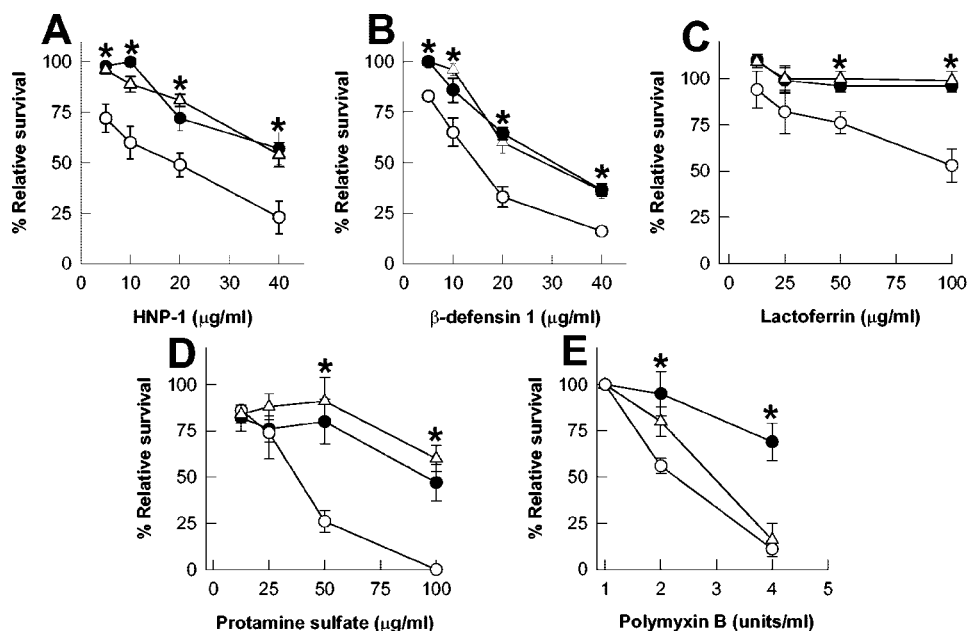 A
* * * *
% Relative survival
100
75
50
25
0
0 10 20 30 40
HNP-1 (µg/ml)
B
* * * *
% Relative survival
100
75
50
25
0
0 10 20 30 40
β-defensin 1 (µg/ml)
C
* *
% Relative survival
100
75
50
25
0
0 25 50 75 100
Lactoferrin (µg/ml)
D
* *
% Relative survival
100
75
50
25
0
0 25 50 75 100
Protamine sulfate (µg/ml)
E
* *
% Relative survival
100
75
50
25
0
1 2 3 4 5
Polymyxin B (units/ml)